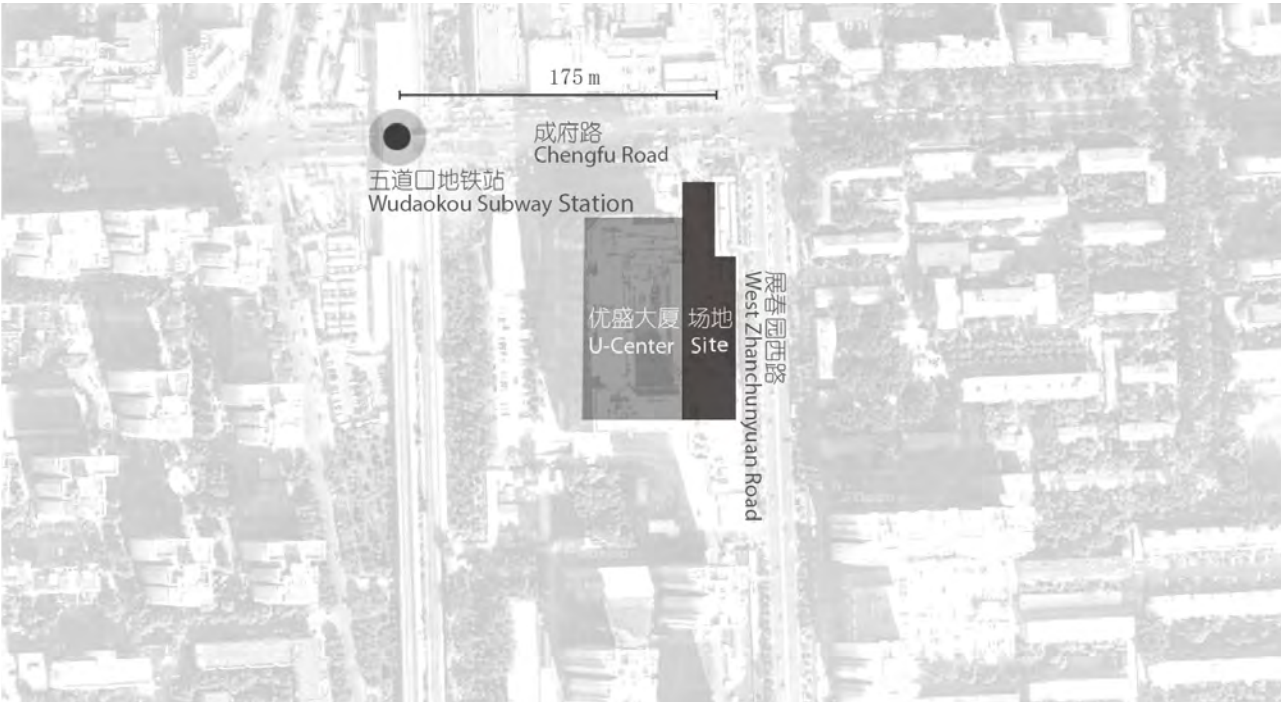 175 m
成府路
Chengfu Road
五道口地铁站
Wudaokou Subway Station
优盛大厦
U-Center
场地
Site
展春园西路
West Zhanchunyuan Road